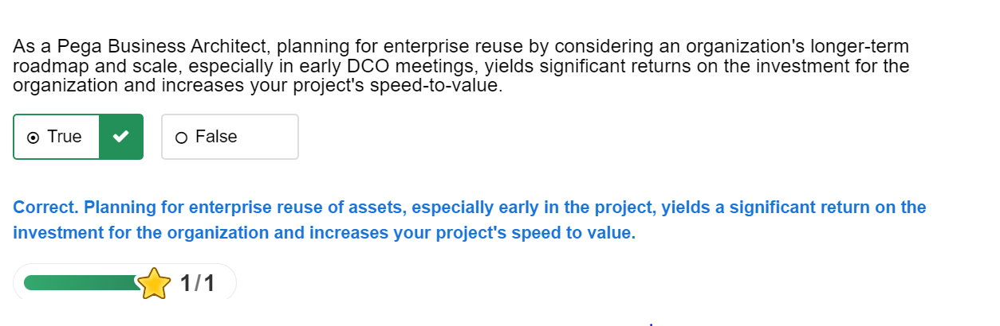 As a Pega Business Architect, planning for enterprise reuse by considering an organization's longer-term
roadmap and scale, especially in early DCO meetings, yields significant returns on the investment for the
organization and increases your project's speed-to-value.
True
False
Correct. Planning for enterprise reuse of assets, especially early in the project, yields a significant return on the
investment for the organization and increases your project's speed to value.
1/1